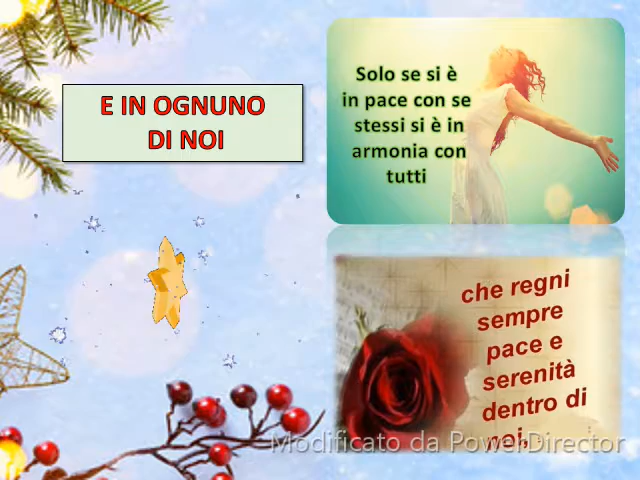 E IN OGNUNO
DI NOI
Solo se si è
in pace con se
stessi si è in
armonia con
tutti
che regni
sempre
pace e
serenità
dentro di
Modificato da PowerDirector